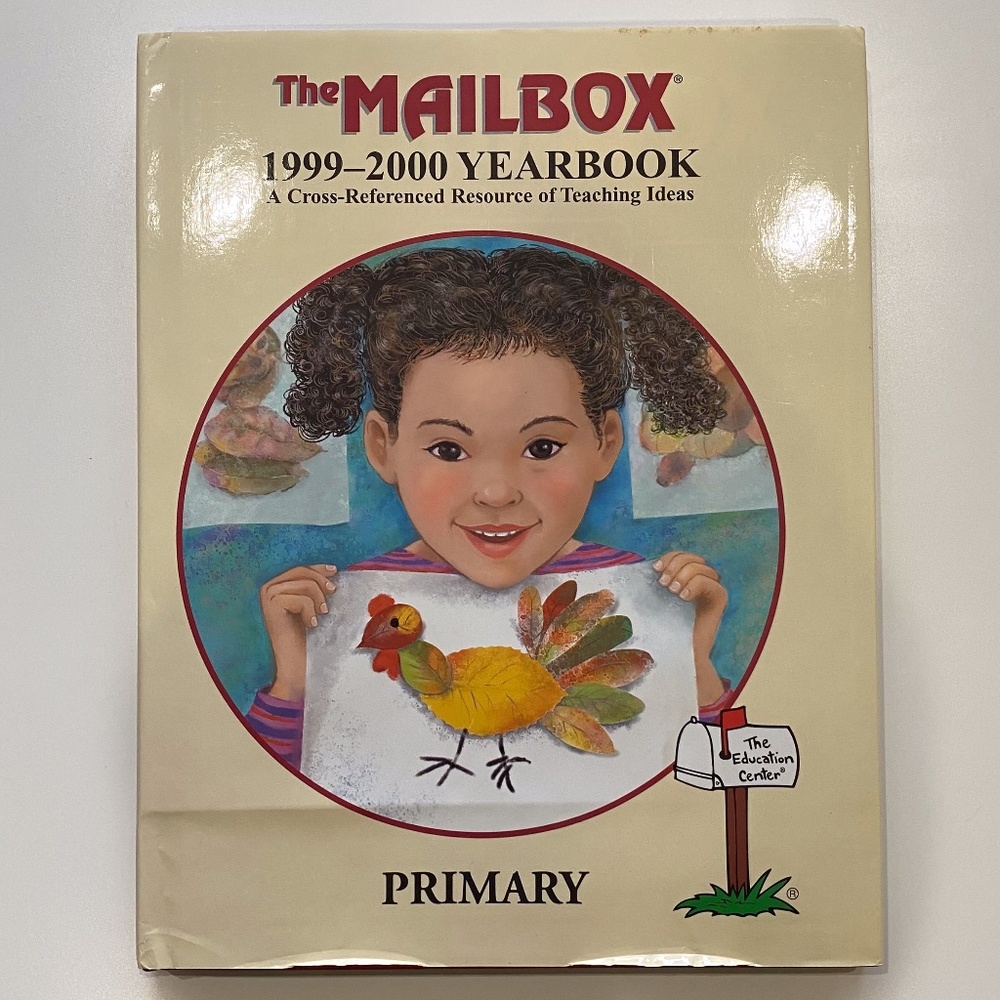 The MAILBOX®
1999–2000 YEARBOOK
A Cross-Referenced Resource of Teaching Ideas
The
Education
Center®
PRIMARY
®